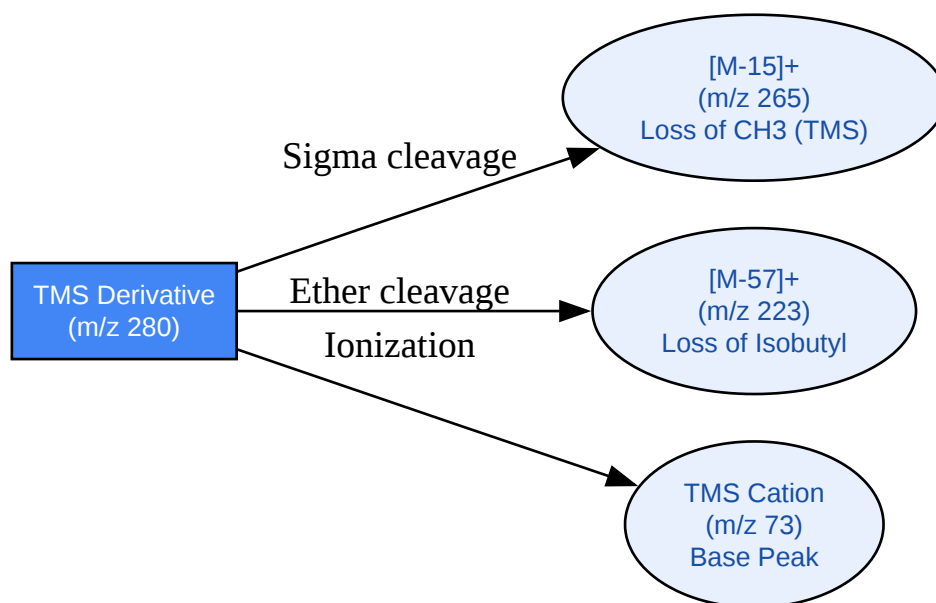 [M-15]+
(m/z 265)
Loss of CH3 (TMS)
Sigma cleavage
TMS Derivative
(m/z 280)
Ether cleavage
[M-57]+
(m/z 223)
Loss of Isobutyl
Ionization
TMS Cation
(m/z 73)
Base Peak